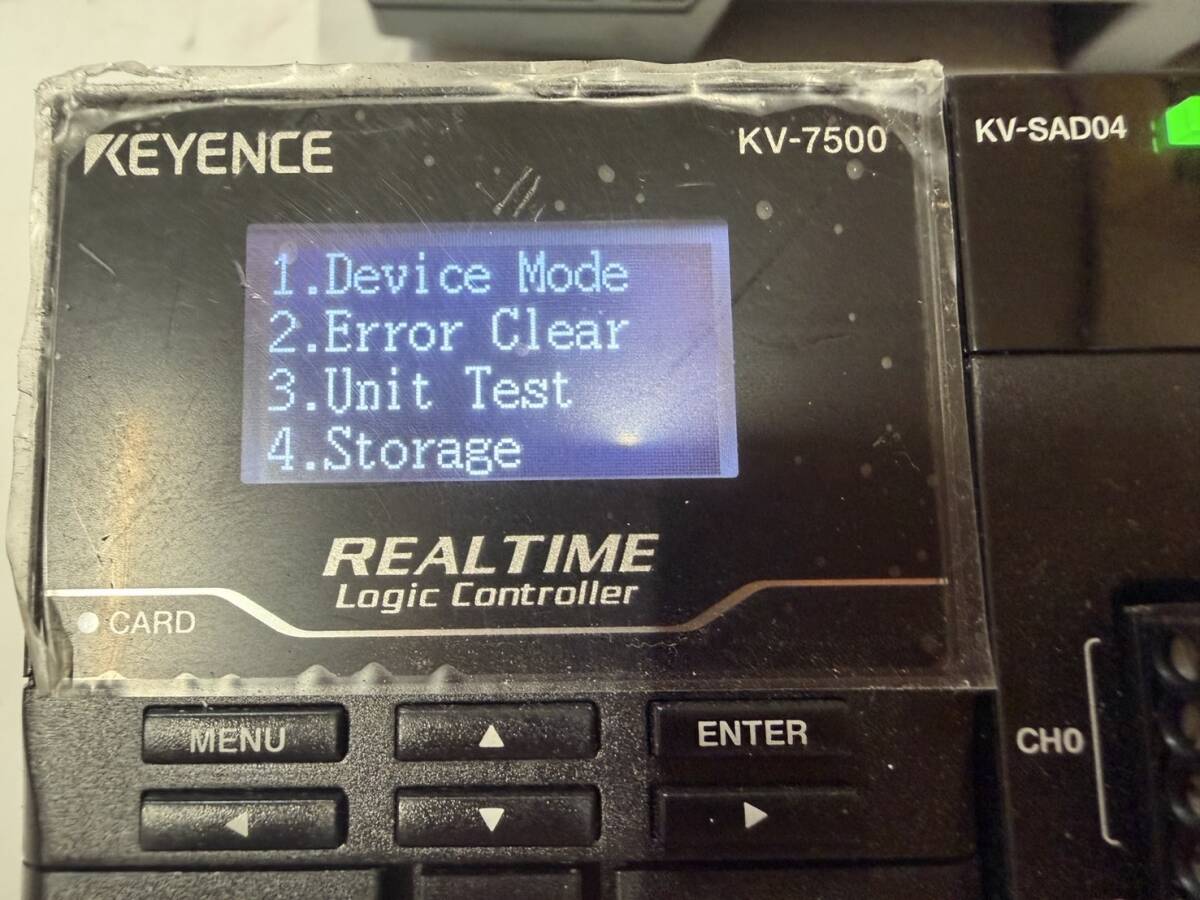 KEYENCE
KV-7500
KV-SAD04
1.Device Mode
2.Error Clear
3.Unit Test
4.Storage
REALTIME
Logic Controller
CARD
MENU
ENTER
CH0